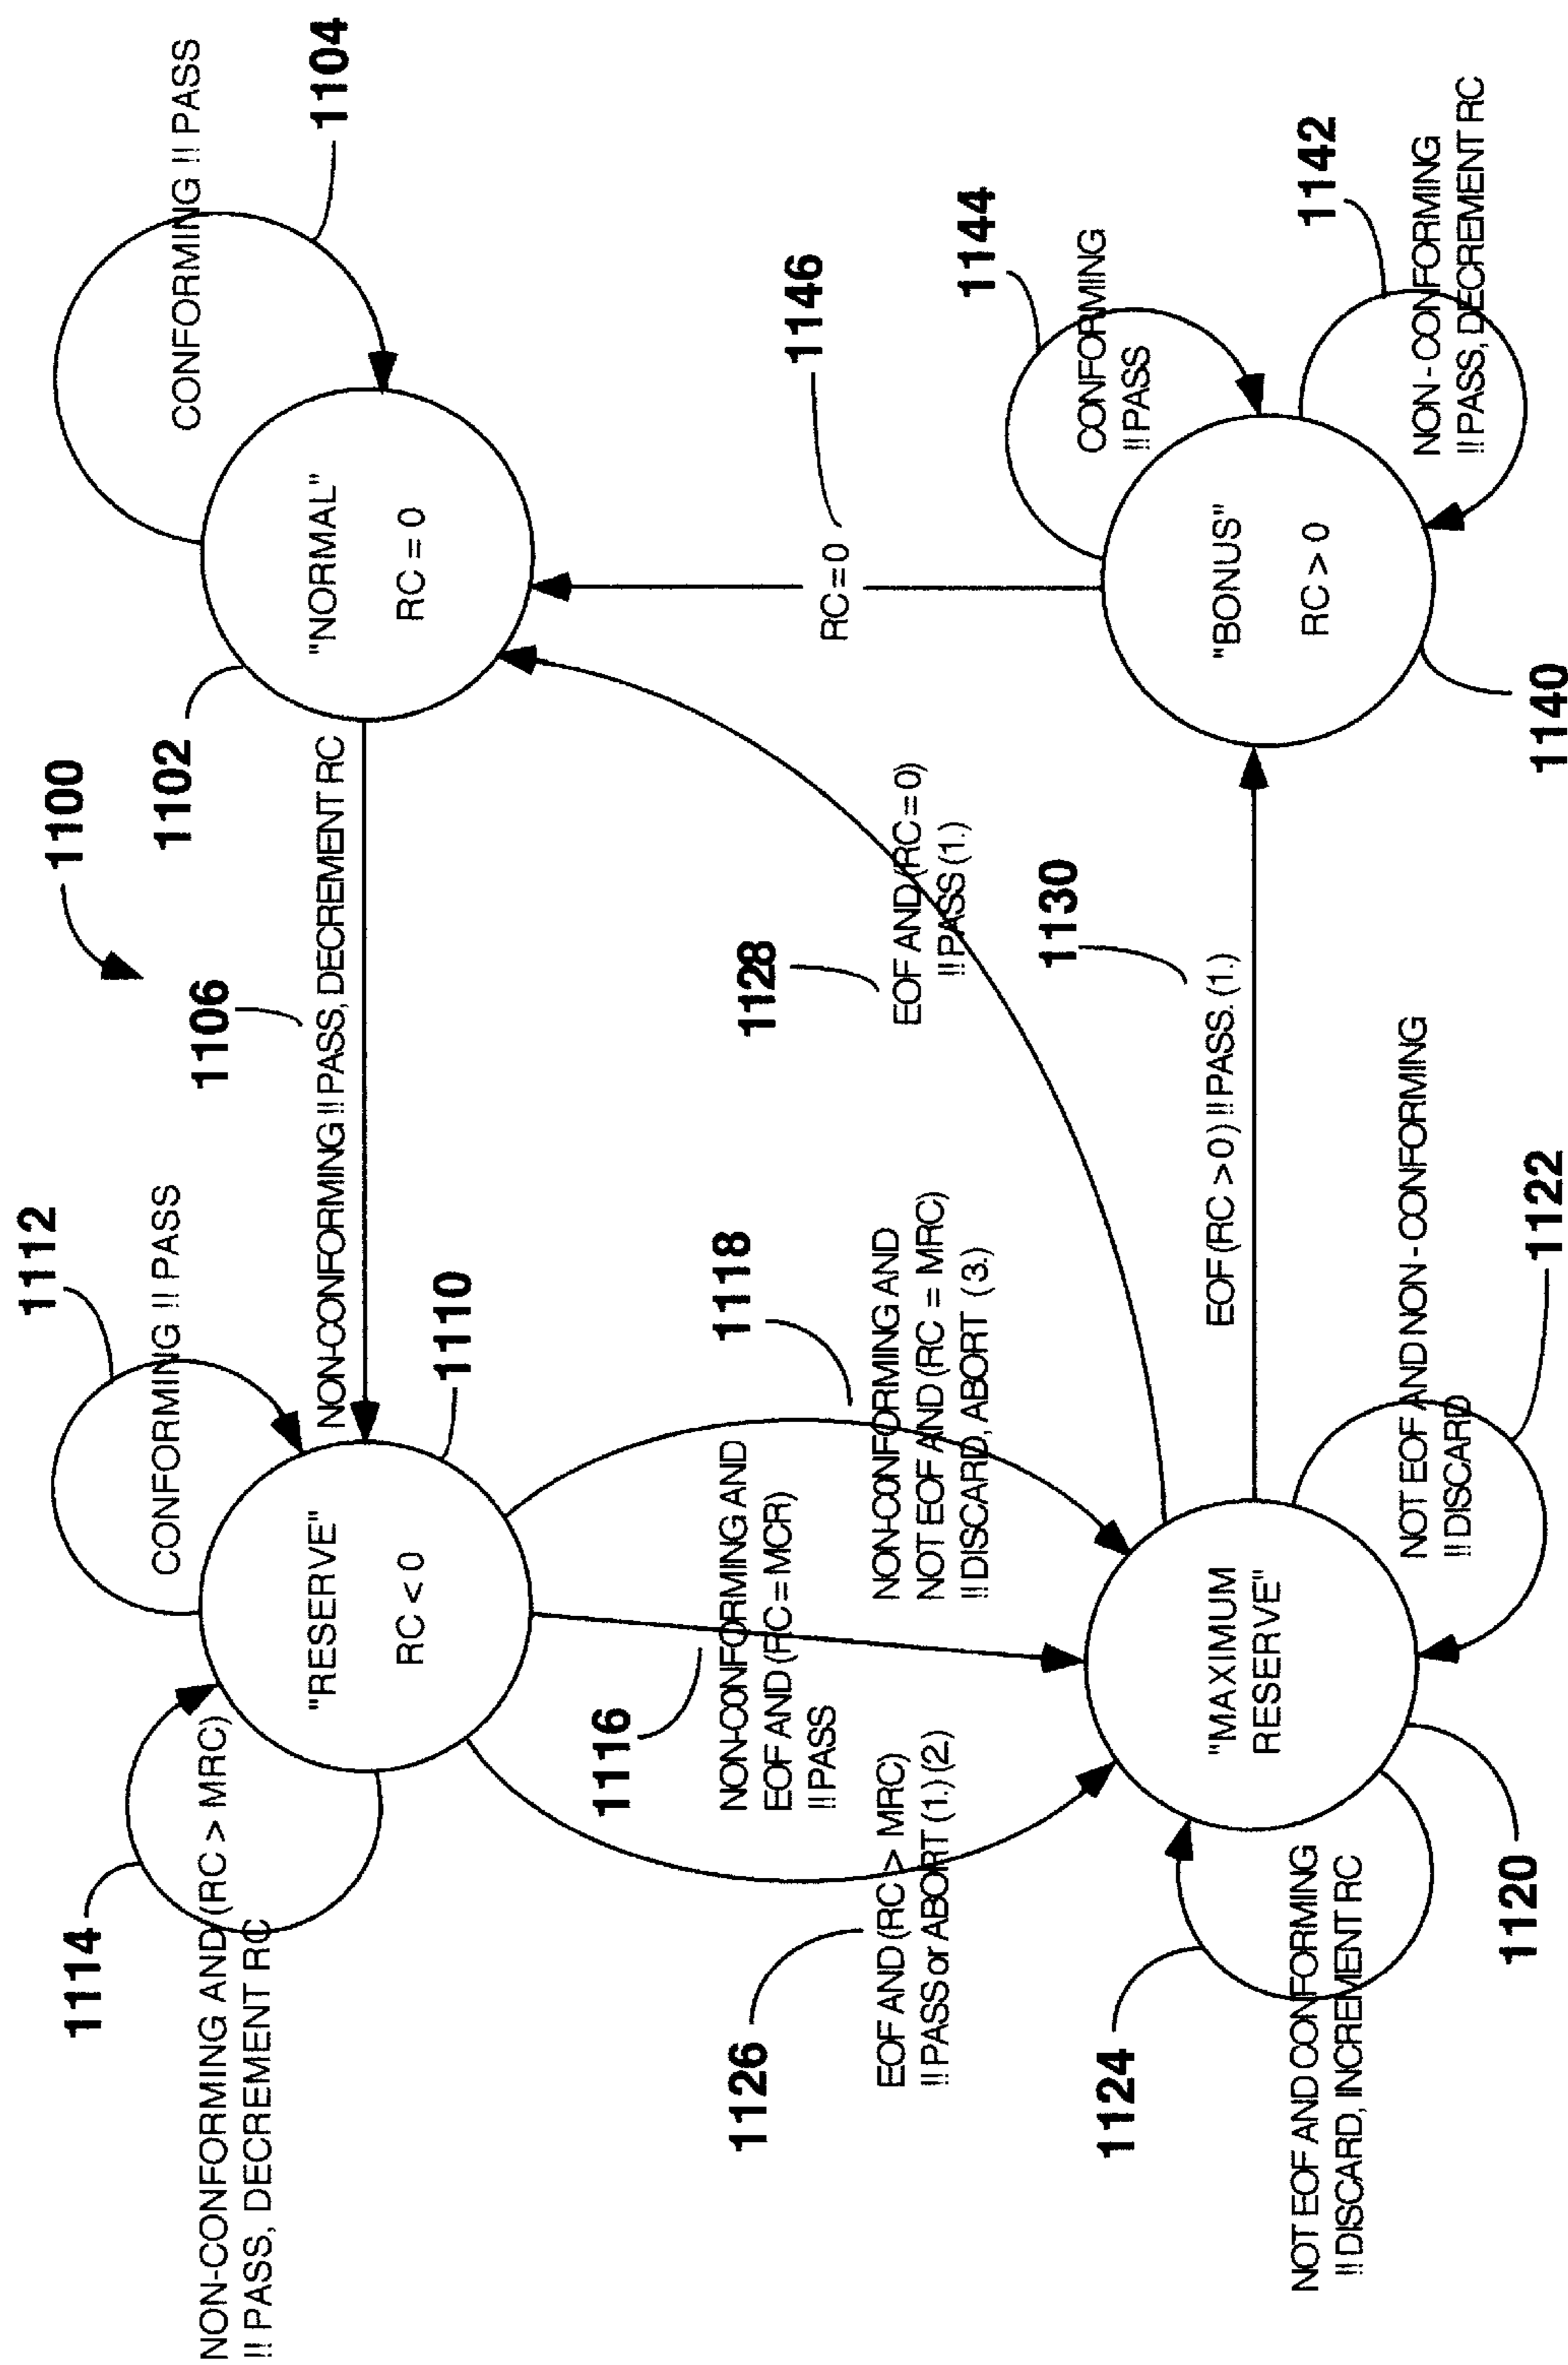 1100
1112
CONFORMING !! PASS
1114
NON-CONFORMING AND (RC > MRC)
!! PASS, DECREMENT RC
"RESERVE"
RC < 0
1110
1106
NON-CONFORMING !! PASS, DECREMENT RC
1102
"NORMAL"
RC = 0
CONFORMING !! PASS
1104
1126
EOF AND (RC > MRC)
!! PASS or ABORT (1.) (2.)
1116
NON-CONFORMING AND
EOF AND (RC = MCR)
!! PASS
1118
NON-CONFORMING AND
NOT EOF AND (RC = MRC)
!! DISCARD, ABORT (3.)
1128
EOF AND (RC = 0)
!! PASS (1.)
1146
RC = 0
1124
NOT EOF AND CONFORMING
!! DISCARD, INCREMENT RC
"MAXIMUM
RESERVE"
1120
1122
NOT EOF AND NON - CONFORMING
!! DISCARD
1130
EOF (RC > 0) !! PASS. (1.)
"BONUS"
RC > 0
1140
1144
CONFORMING
!! PASS
1142
NON - CONFORMING
!! PASS, DECREMENT RC